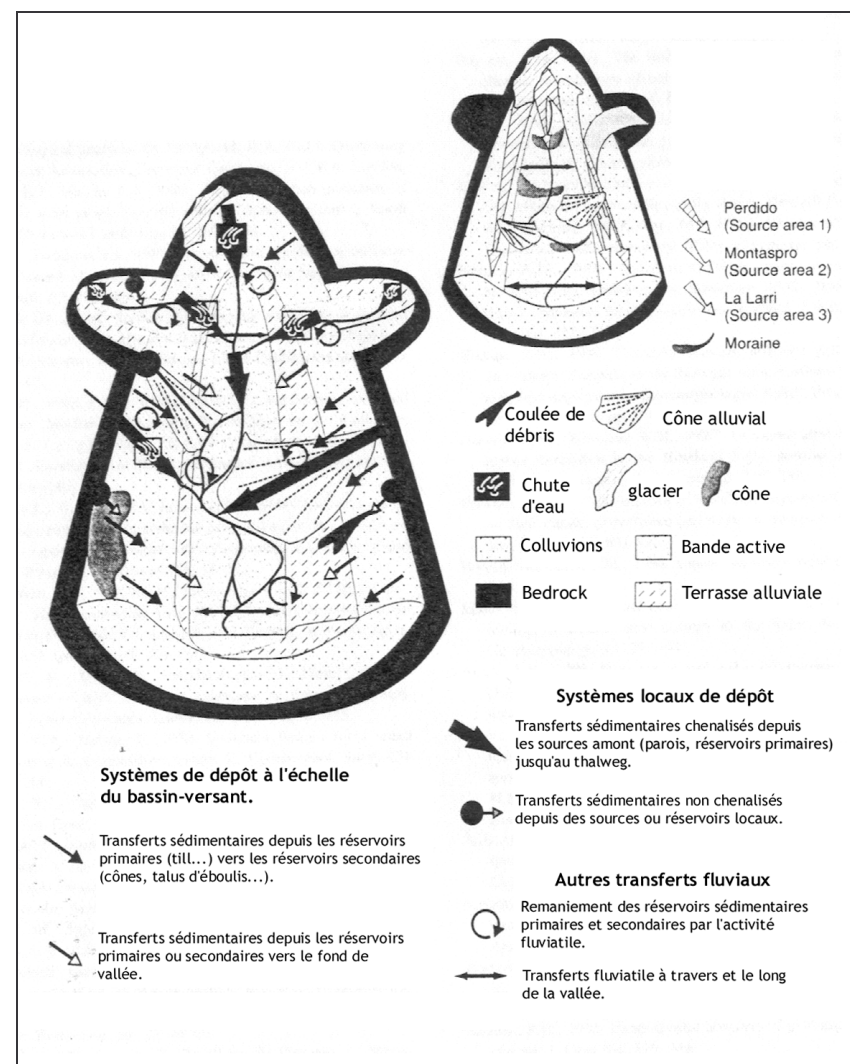 Perdido
(Source area 1)
Montaspro
(Source area 2)
La Larri
(Source area 3)
Moraine
Coulée de
débris
Cône alluvial
Chute
d'eau
glacier
cône
Colluvions
Bande active
Bedrock
Terrasse alluviale
Systèmes locaux de dépôt
Transferts sédimentaires chenalisés depuis
les sources amont (parois, réservoirs primaires)
jusqu'au thalweg.
Transferts sédimentaires non chenalisés
depuis des sources ou réservoirs locaux.
Systèmes de dépôt à l'échelle
du bassin-versant.
Transferts sédimentaires depuis les réservoirs
primaires (till...) vers les réservoirs secondaires
(cônes, talus d'éboulis...).
Transferts sédimentaires depuis les réservoirs
primaires ou secondaires vers le fond de
vallée.
Autres transferts fluviaux
Remaniement des réservoirs sédimentaires
primaires et secondaires par l'activité
fluviatile.
Transferts fluviatile à travers et le long
de la vallée.